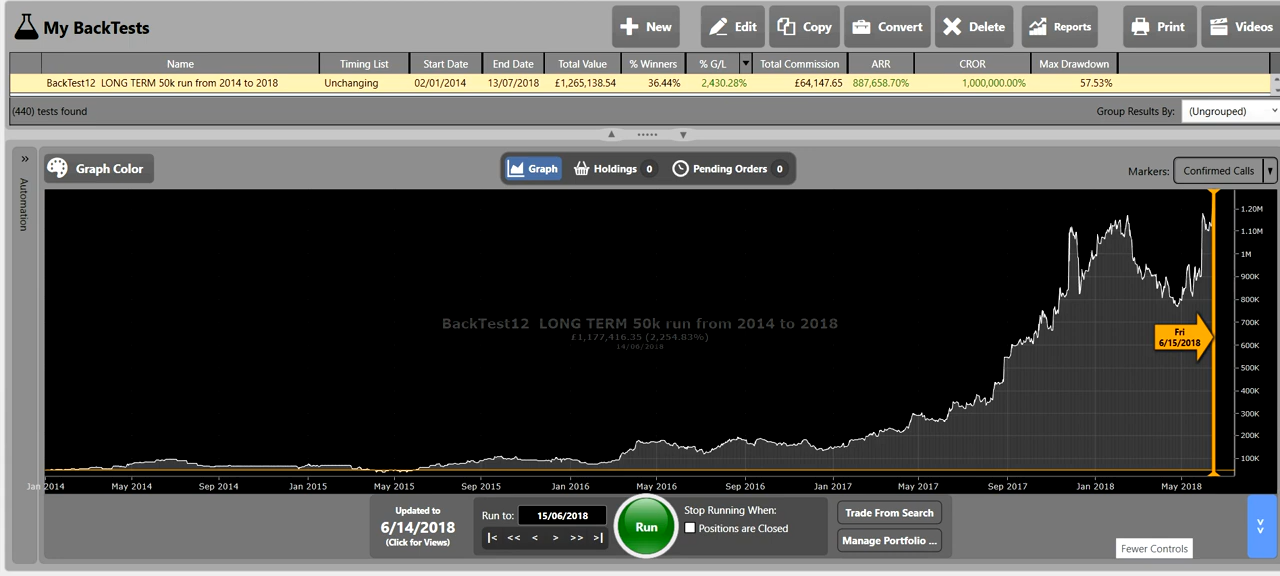 My BackTests
New Edit Copy Convert Delete Reports Print Videos
Name Timing List Start Date End Date Total Value % Winners % G/L Total Commission ARR CROR Max Drawdown
BackTest12 LONG TERM 50k run from 2014 to 2018 Unchanging 02/01/2014 13/07/2018 £1,265,138.54 36.44% 2,430.28% £64,147.65 887,658.70% 1,000,000.00% 57.53%
(440) tests found Group Results By: (Ungrouped)
» Graph Color Graph Holdings 0 Pending Orders 0 Markers: Confirmed Calls
Automation
1.20M
1.10M
1M
900K
800K
700K
600K
500K
400K
300K
200K
100K
BackTest12 LONG TERM 50k run from 2014 to 2018
£1,177,416.35 (2,254.83%)
14/06/2018
Fri
6/15/2018
Jan 2014 May 2014 Sep 2014 Jan 2015 May 2015 Sep 2015 Jan 2016 May 2016 Sep 2016 Jan 2017 May 2017 Sep 2017 Jan 2018 May 2018
Updated to
6/14/2018
(Click for Views)
Run to: 15/06/2018
|< << < > >> >|
Run
Stop Running When:
Positions are Closed
Trade From Search
Manage Portfolio ...
Fewer Controls